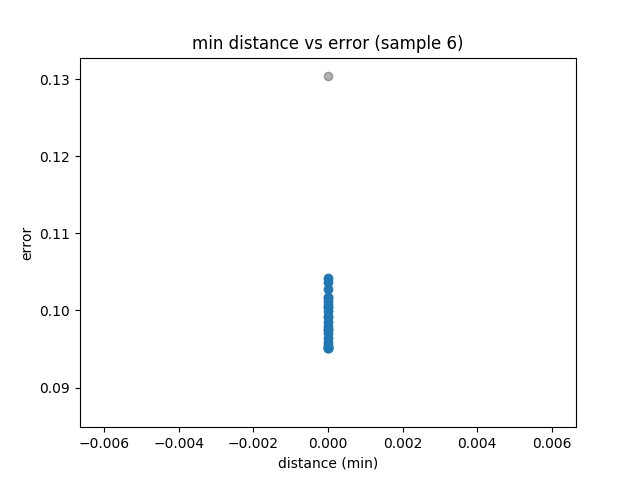 min distance vs error (sample 6)
0.13
0.12
0.11
0.10
0.09
error
−0.006 −0.004 −0.002 0.000 0.002 0.004 0.006
distance (min)